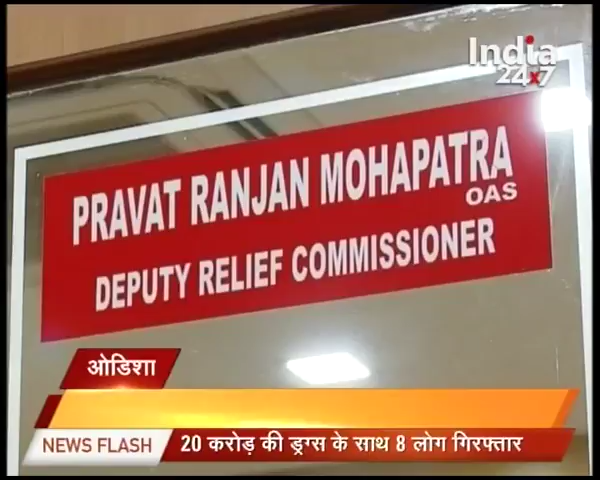 India
24x7
PRAVAT RANJAN MOHAPATRA
OAS
DEPUTY RELIEF COMMISSIONER
ओडिशा
NEWS FLASH 20 करोड़ की ड्रग्स के साथ 8 लोग गिरफ्तार